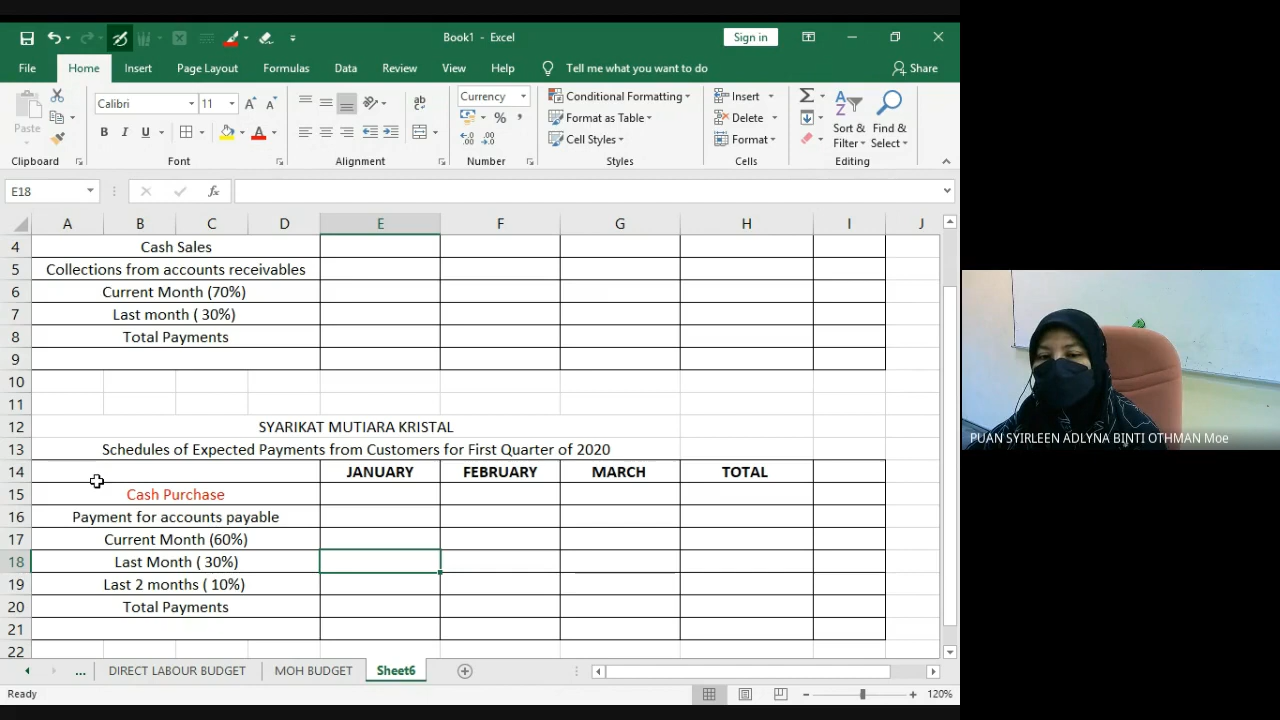 Book1 - Excel
Sign in
File Home Insert Page Layout Formulas Data Review View Help Tell me what you want to do Share
Paste
Clipboard
Calibri 11
B I U
Font
ab
Alignment
Currency
% ,
Number
Conditional Formatting
Format as Table
Cell Styles
Styles
Insert
Delete
Format
Cells
Sort & Filter
Find & Select
Editing
E18
fx
A B C D E F G H I J
4 Cash Sales
5 Collections from accounts receivables
6 Current Month (70%)
7 Last month ( 30%)
8 Total Payments
9
10
11
12 SYARIKAT MUTIARA KRISTAL
13 Schedules of Expected Payments from Customers for First Quarter of 2020
14 JANUARY FEBRUARY MARCH TOTAL
15 Cash Purchase
16 Payment for accounts payable
17 Current Month (60%)
18 Last Month ( 30%)
19 Last 2 months ( 10%)
20 Total Payments
21
22
... DIRECT LABOUR BUDGET MOH BUDGET Sheet6
Ready
120%
PUAN SYIRLEEN ADLYNA BINTI OTHMAN Moe